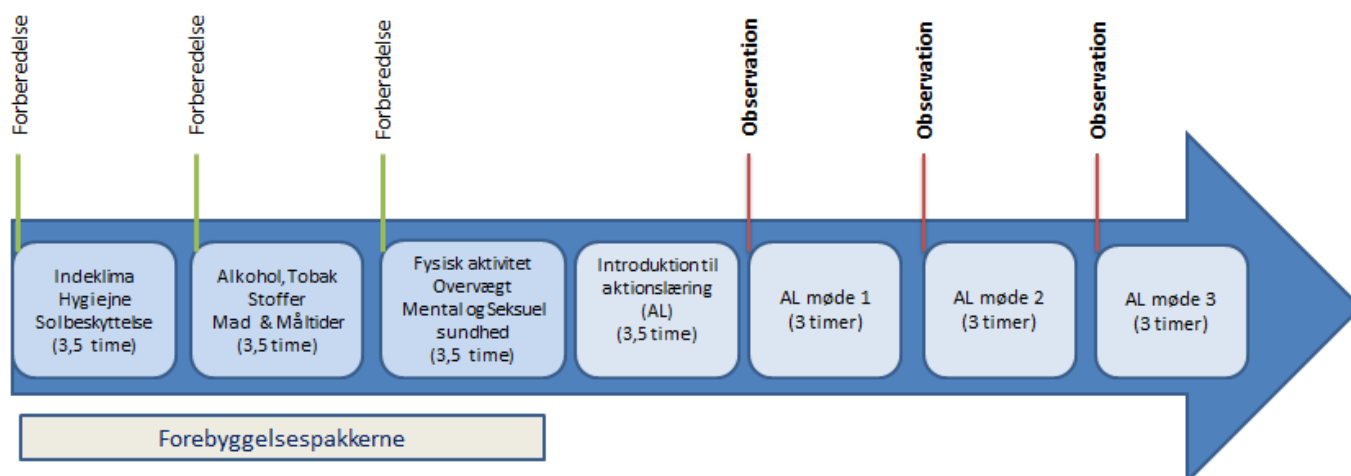 Forberedelse
Forberedelse
Forberedelse
Observation
Observation
Observation
Indeklima
Hygiejne
Solbeskyttelse
(3,5 time)
Alkohol, Tobak
Stoffer
Mad & Måltider
(3,5 time)
Fysisk aktivitet
Overvægt
Mental og Seksuel
sundhed
(3,5 time)
Introduktion til
aktionslæring
(AL)
(3,5 time)
AL møde 1
(3 timer)
AL møde 2
(3 timer)
AL møde 3
(3 timer)
Forebyggelsespakkerne